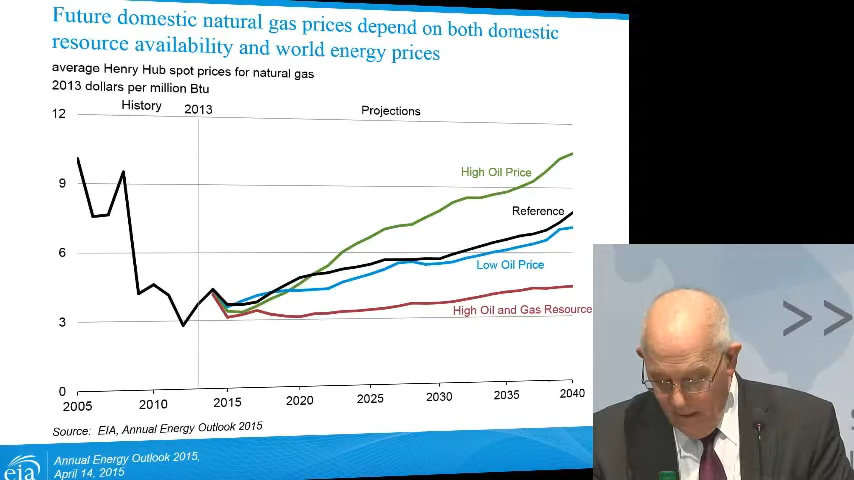 Future domestic natural gas prices depend on both domestic
resource availability and world energy prices
average Henry Hub spot prices for natural gas
2013 dollars per million Btu
History 2013 Projections
12
9
6
3
0
High Oil Price
Reference
Low Oil Price
High Oil and Gas Resource
2005 2010 2015 2020 2025 2030 2035 2040
Source: EIA, Annual Energy Outlook 2015
eia
Annual Energy Outlook 2015,
April 14, 2015
>>